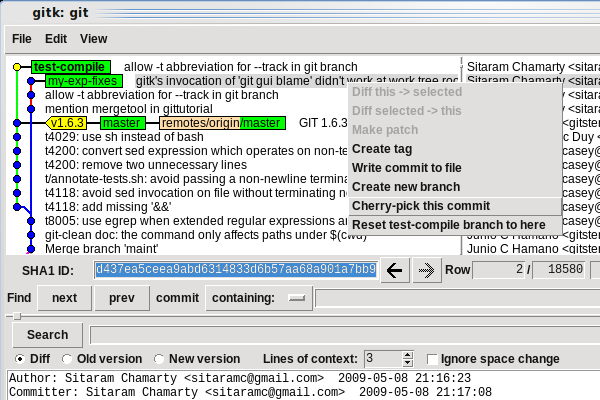 gitk: git
File Edit View
test-compile allow -t abbreviation for --track in git branch
Sitaram Chamarty <sitar
my-exp-fixes gitk's invocation of 'git gui blame' didn't work at work tree roo
Sitaram Chamarty <sitar
allow -t abbreviation for --track in git branch
mention mergetool in gittutorial
v1.6.3 master remotes/origin/master GIT 1.6.3
<gitster
t4029: use sh instead of bash
c Duy <
t4200: convert sed expression which operates on non-te
casey@
t4200: remove two unnecessary lines
casey@
t/annotate-tests.sh: avoid passing a non-newline termina
casey@
t4118: avoid sed invocation on file without terminating n
casey@
t4118: add missing '&&'
casey@
t8005: use egrep when extended regular expressions ar
casey@
git-clean doc: the command only affects paths under $(cwd)
Junio C Hamano <gitste
Merge branch 'maint'
Junio C Hamano <gitste
Diff this -> selected
Diff selected -> this
Make patch
Create tag
Write commit to file
Create new branch
Cherry-pick this commit
Reset test-compile branch to here
SHA1 ID: d437ea5ceea9abd6314833d6b57aa68a901a7bb9 Row 2 / 18580
Find next prev commit containing:
Search
Diff Old version New version Lines of context: 3 Ignore space change
Author: Sitaram Chamarty <sitaramc@gmail.com> 2009-05-08 21:16:23
Committer: Sitaram Chamarty <sitaramc@gmail.com> 2009-05-08 21:17:08